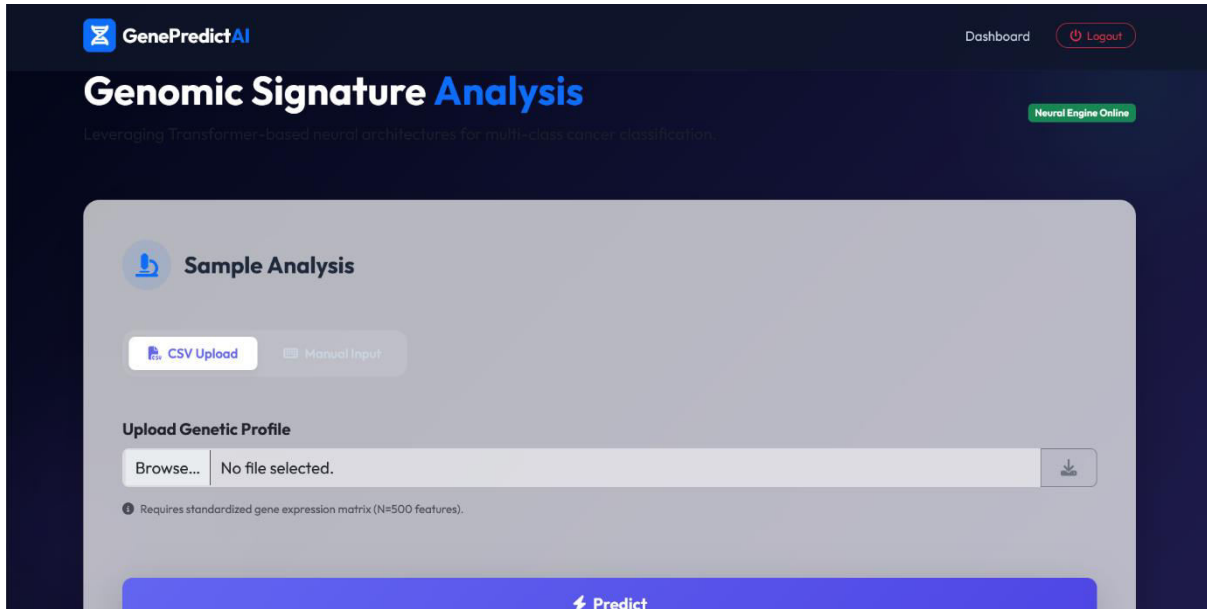 GenePredictAI
Dashboard
Logout
Genomic Signature Analysis
Neural Engine Online
Leveraging Transformer-based neural architectures for multi-class cancer classification.
Sample Analysis
CSV Upload
Manual Input
Upload Genetic Profile
Browse... No file selected.
Requires standardized gene expression matrix (N=500 features).
Predict